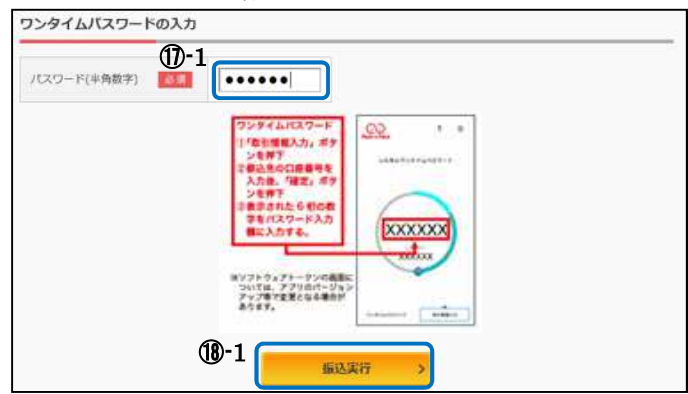 ワンタイムパスワードの入力
⑰-1
パスワード(半角数字) 必須 ●●●●●●
ワンタイムパスワード
①「取引情報入力」ボタ
ンを押下
②振込先の口座番号を
入力後、「確定」ボタ
ンを押下
③表示された6桁の数
字をパスワード入力
欄に入力する。
XXXXXX
XXXXXX
※ソフトウェアトークンの画面に
ついては、アプリのバージョン
アップ等で変更となる場合が
あります。
⑱-1
振込実行 >